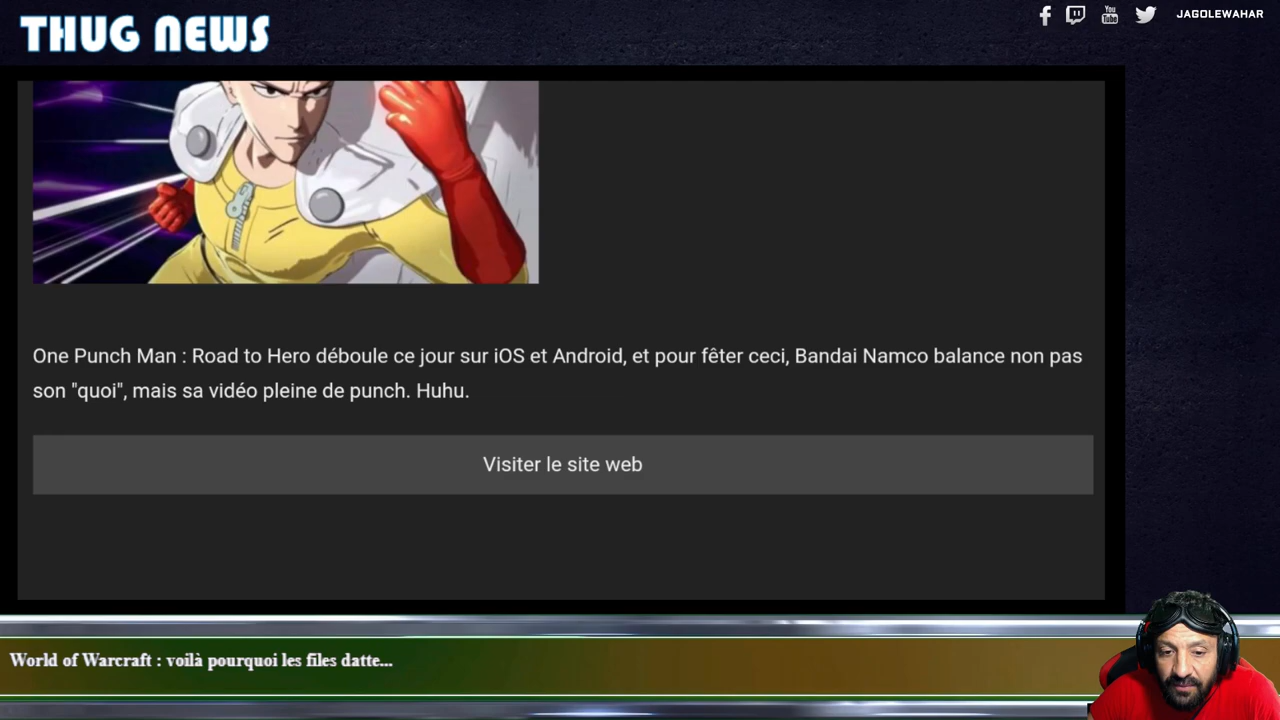 THUG NEWS
You
Tube
JAGOLEWAHAR
One Punch Man : Road to Hero déboule ce jour sur iOS et Android, et pour fêter ceci, Bandai Namco balance non pas
son "quoi", mais sa vidéo pleine de punch. Huhu.
Visiter le site web
World of Warcraft : voilà pourquoi les files datte...